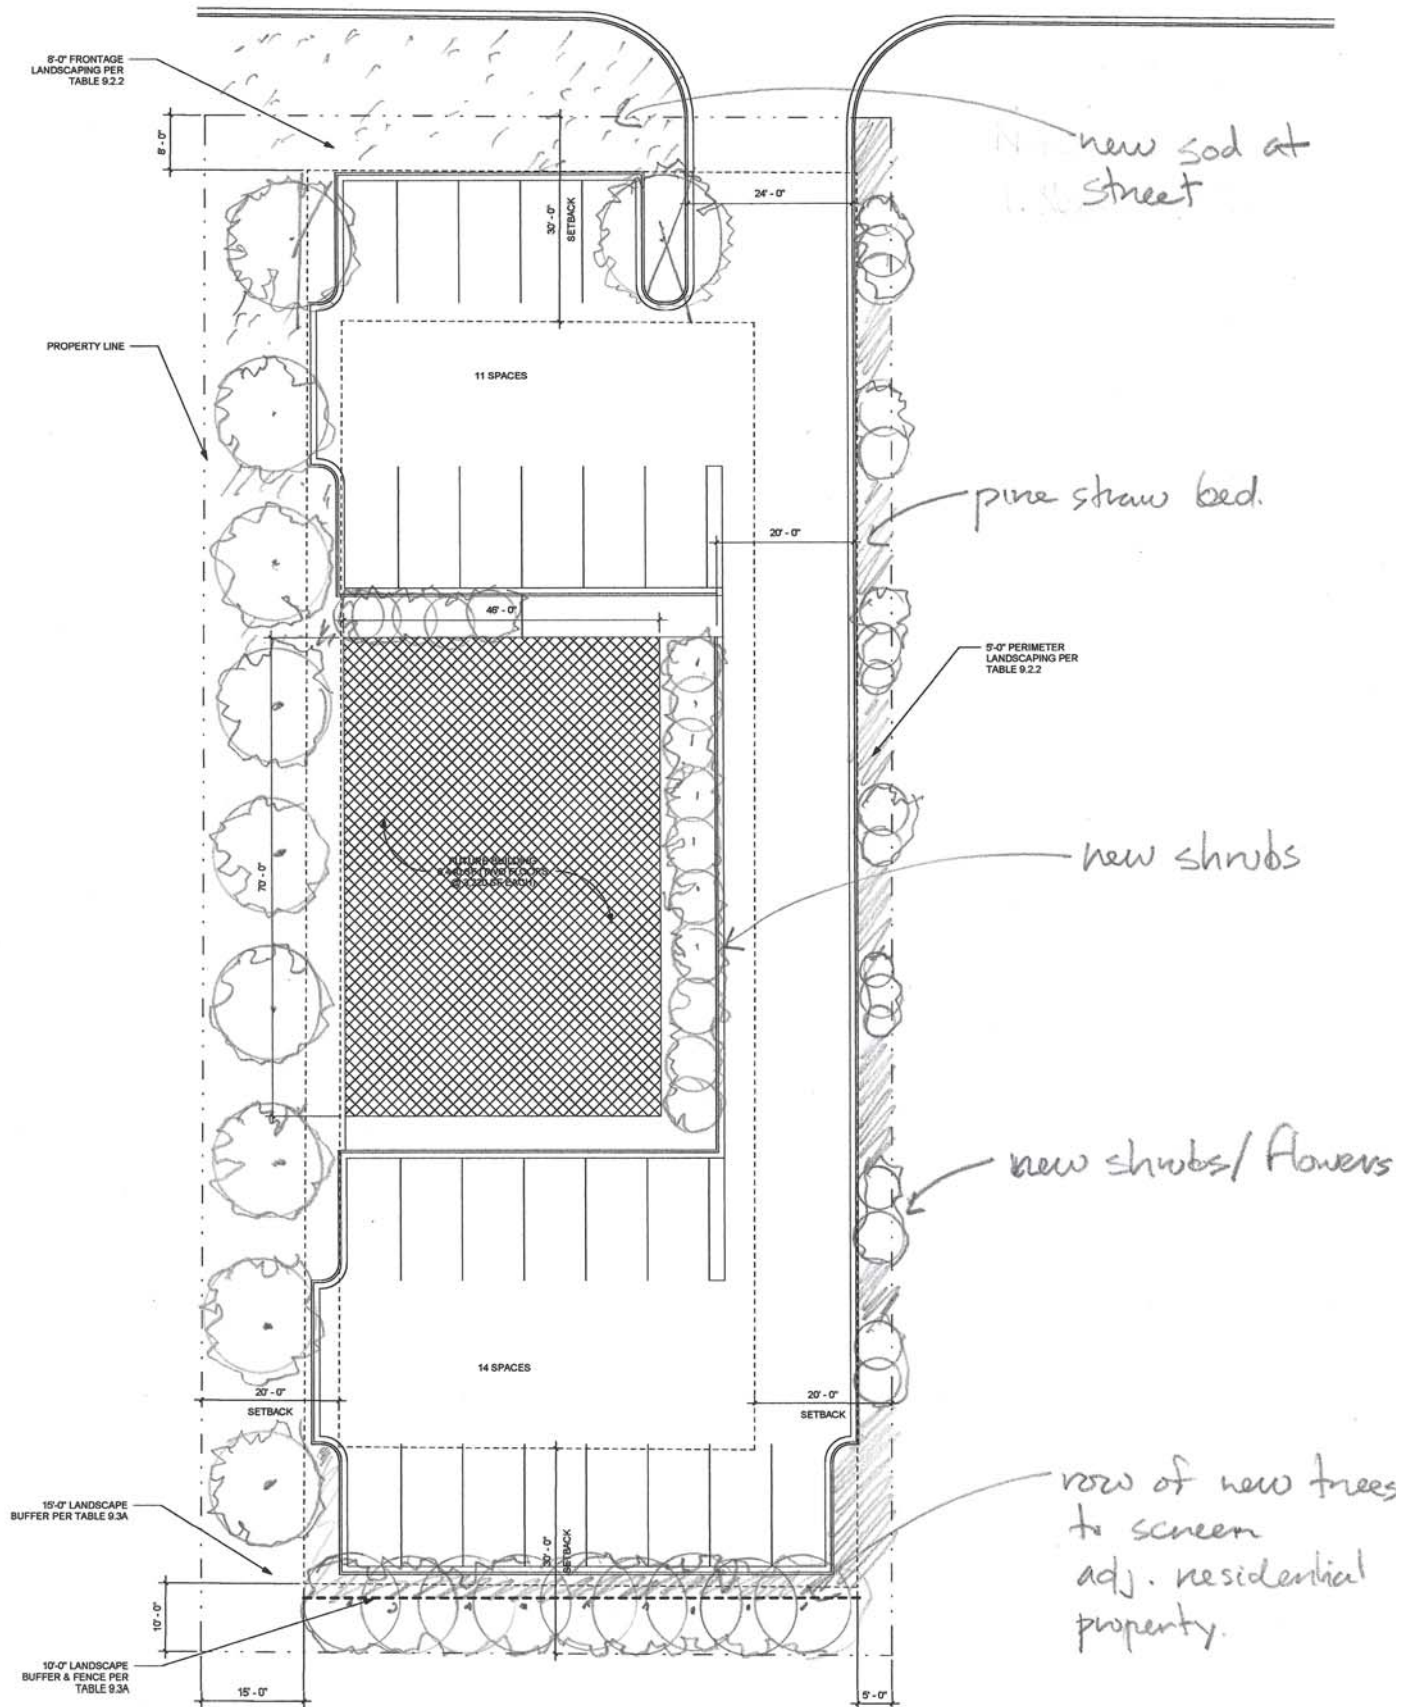 8'-0" FRONTAGE
LANDSCAPING PER
TABLE 9.2.2
8'-0"
new sod at
street
24'-0"
30'-0"
SETBACK
PROPERTY LINE
11 SPACES
pine straw bed.
20'-0"
46'-0"
5'-0" PERIMETER
LANDSCAPING PER
TABLE 9.2.2
new shrubs
FUTURE BUILDING
70'-0"
new shrubs/flowers
14 SPACES
20'-0"
SETBACK
20'-0"
SETBACK
row of new trees
to screen
adj. residential
property.
15'-0" LANDSCAPE
BUFFER PER TABLE 9.3A
30'-0"
SETBACK
10'-0"
10'-0" LANDSCAPE
BUFFER & FENCE PER
TABLE 9.3A
15'-0"
5'-0"